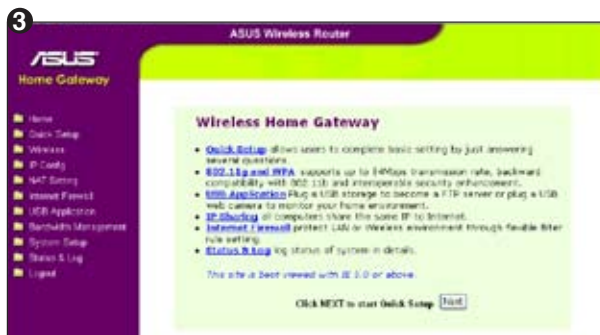 3
ASUS Wireless Router
ASUS
Home Gateway
Home
Quick Setup
Wireless
IP Config
NAT Setting
Internet Firewall
USB Application
Bandwidth Management
System Setup
Status & Log
Logout
Wireless Home Gateway
Quick Setup allows users to complete basic setting by just answering
several questions.
802.11g and WPA supports up to 54Mbps transmission rate, backward
compatibility with 802.11b and interoperable security enhancement.
USB Application Plug a USB storage to become a FTP server or plug a USB
web camera to monitor your home environment.
IP Sharing of computers share the same IP to Internet.
Internet Firewall protect LAN or Wireless environment through flexible filter
rule setting.
Status & Log log status of system in details.
This site is best viewed with IE 5.0 or above.
Click NEXT to start Quick Setup Next